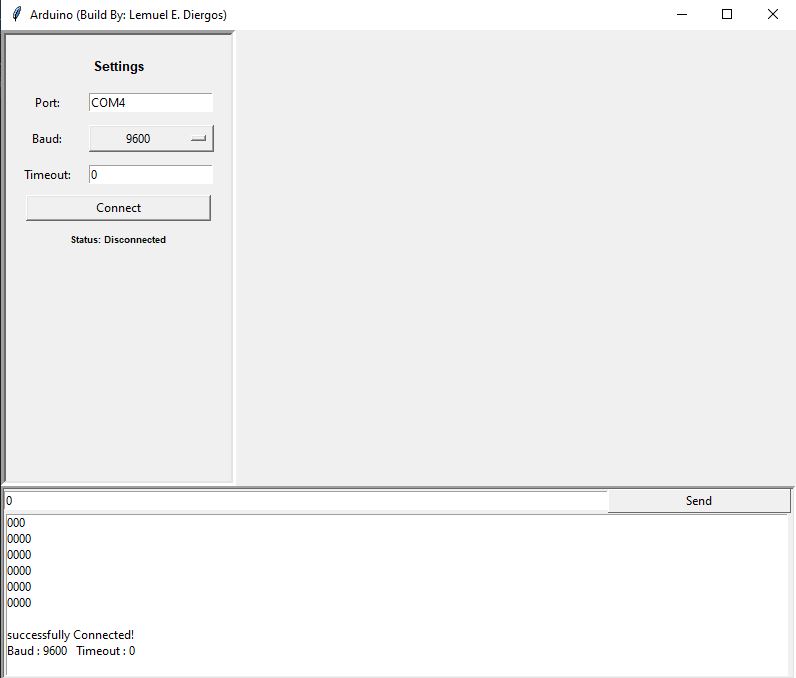 Arduino (Build By: Lemuel E. Diergos)
Settings
Port: COM4
Baud: 9600
Timeout: 0
Connect
Status: Disconnected
0 Send
000
0000
0000
0000
0000
0000
successfully Connected!
Baud : 9600 Timeout : 0